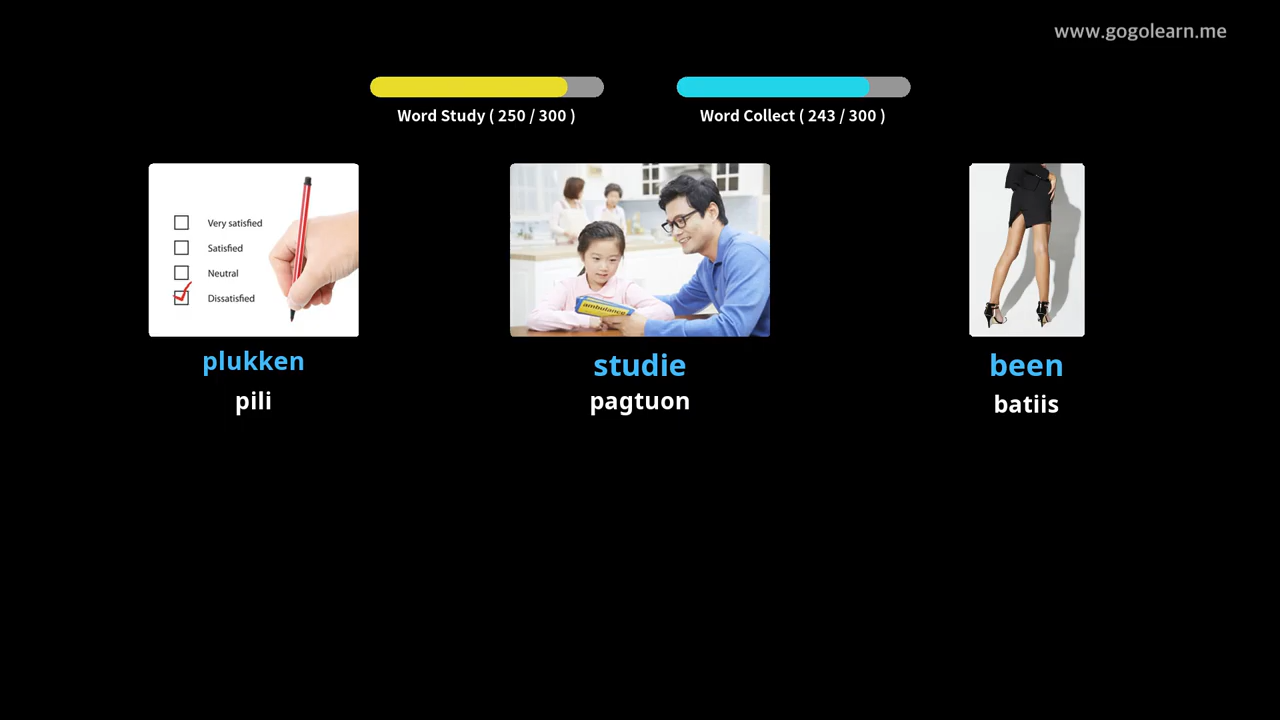 www.gogolearn.me
Word Study ( 250 / 300 )
Word Collect ( 243 / 300 )
Very satisfied
Satisfied
Neutral
Dissatisfied
ambulance
plukken
studie
been
pili
pagtuon
batiis